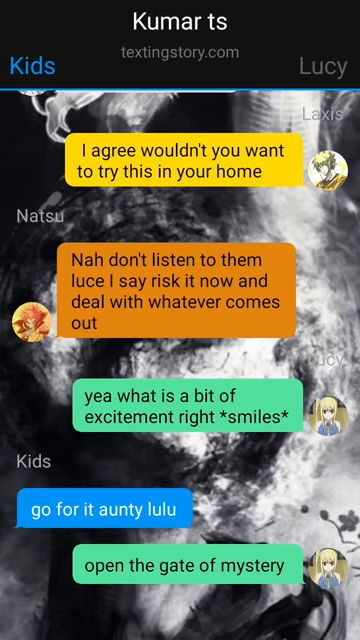 Kumar ts
textingstory.com
Kids
Lucy
Laxis
I agree wouldn't you want
to try this in your home
Natsu
Nah don't listen to them
luce I say risk it now and
deal with whatever comes
out
Lucy
yea what is a bit of
excitement right *smiles*
Kids
go for it aunty lulu
open the gate of mystery